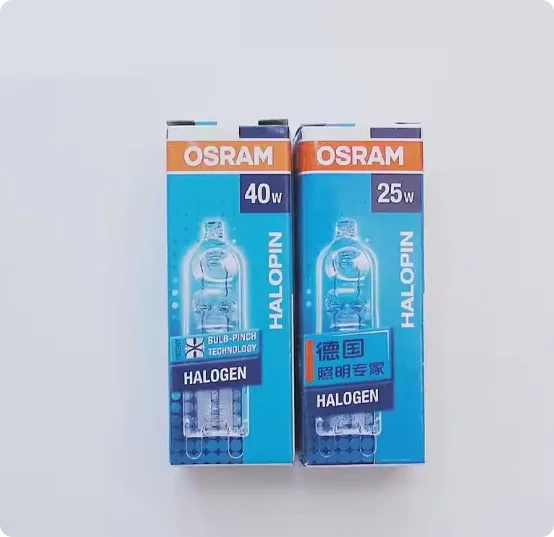 OSRAM
40W
HALOPIN
BULB-PINCH
TECHNOLOGY
HALOGEN
OSRAM
25W
HALOPIN
德国
照明专家
HALOGEN